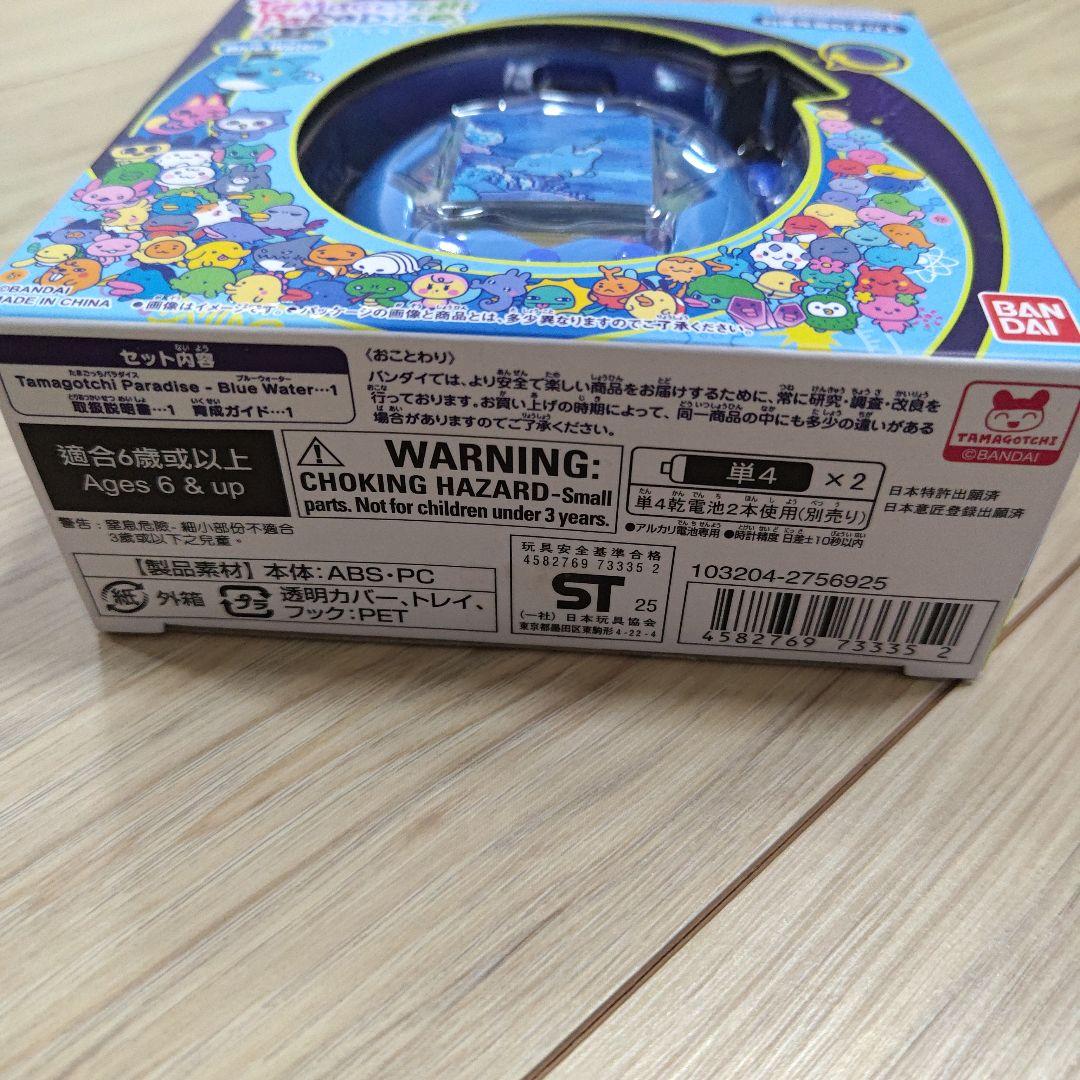 Tamagotchi
Paradise
Blue Water
©BANDAI
MADE IN CHINA
●画像はイメージです。●パッケージの画像と商品とは、多少異なりますのでご了承ください。
BAN
DAI
セット内容
Tamagotchi Paradise - Blue Water…1
取扱説明書…1 育成ガイド…1
〈おことわり〉
バンダイでは、より安全で楽しい商品をお届けするために、常に研究・調査・改良を
行っております。お買い上げの時期によって、同一商品の中にも多少の違いがある
場合がありますのでご了承ください。
TAMAGOTCHI
©BANDAI
適合6歲或以上
Ages 6 & up
警告：窒息危險- 細小部份不適合
3歲或以下之兒童。
WARNING:
CHOKING HAZARD-Small
parts. Not for children under 3 years.
単4 ×2
単4乾電池2本使用(別売り)
●アルカリ電池専用 ●時計精度 日差±10秒以内
日本特許出願済
日本意匠登録出願済
【製品素材】本体：ABS・PC
紙 外箱 プラ 透明カバー、トレイ、
フック：PET
玩具安全基準合格
4582769 73335 2
ST 25
(一社) 日本玩具協会
東京都墨田区東駒形4-22-4
103204-2756925
4582769 73335 2